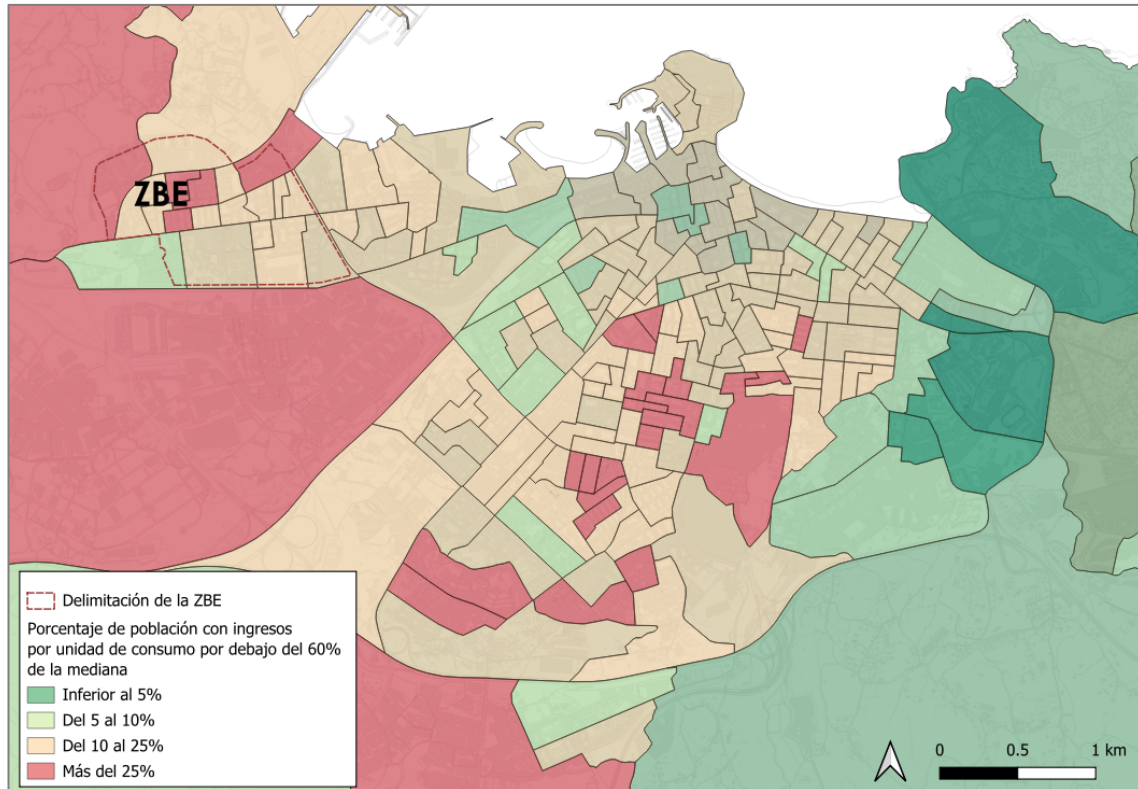 ZBE
Delimitación de la ZBE
Porcentaje de población con ingresos
por unidad de consumo por debajo del 60%
de la mediana
Inferior al 5%
Del 5 al 10%
Del 10 al 25%
Más del 25%
0 0.5 1 km